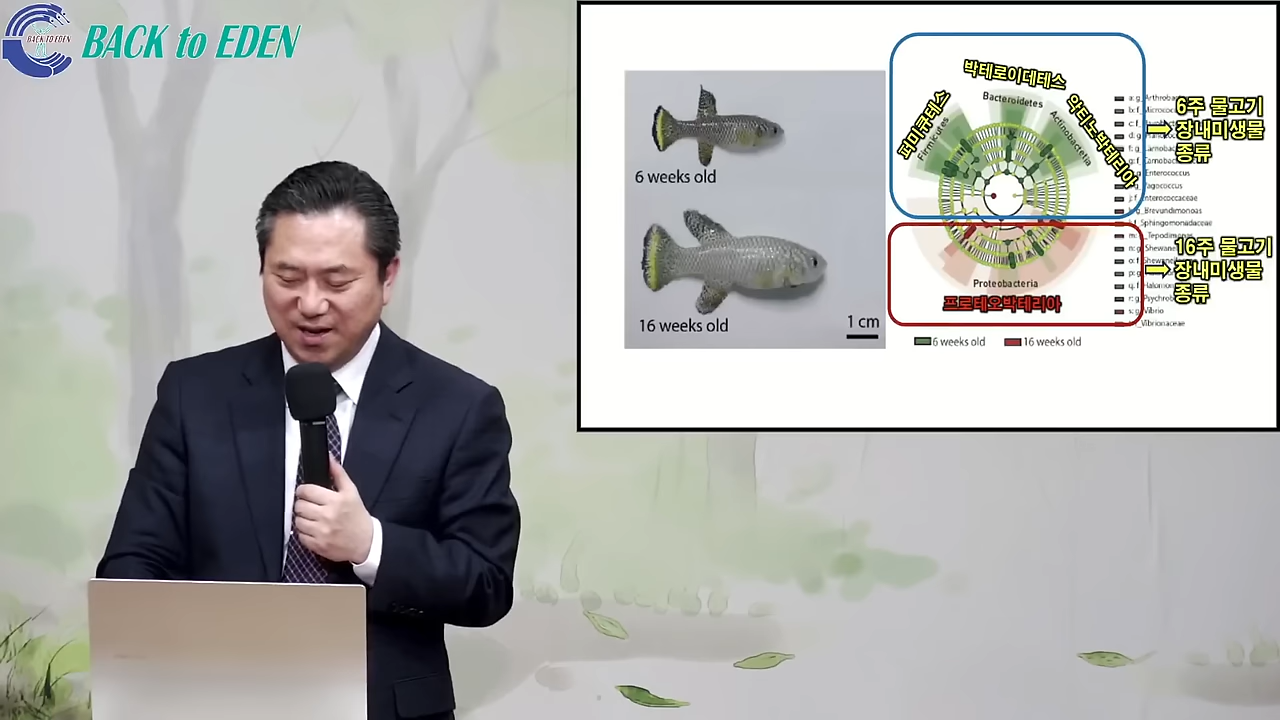 BACK TO EDEN
BACK to EDEN
6 weeks old
16 weeks old
1 cm
박테로이데테스
Bacteroidetes
퍼미큐테스
Firmicutes
악티노박테리아
Actinobacteria
Proteobacteria
프로테오박테리아
6 weeks old
16 weeks old
6주 물고기
장내미생물
종류
16주 물고기
장내미생물
종류
Enterococcus
Enterococcaceae
Brevundimonoas
Sphingomonadaceae
Vibrio
Vibrionaceae